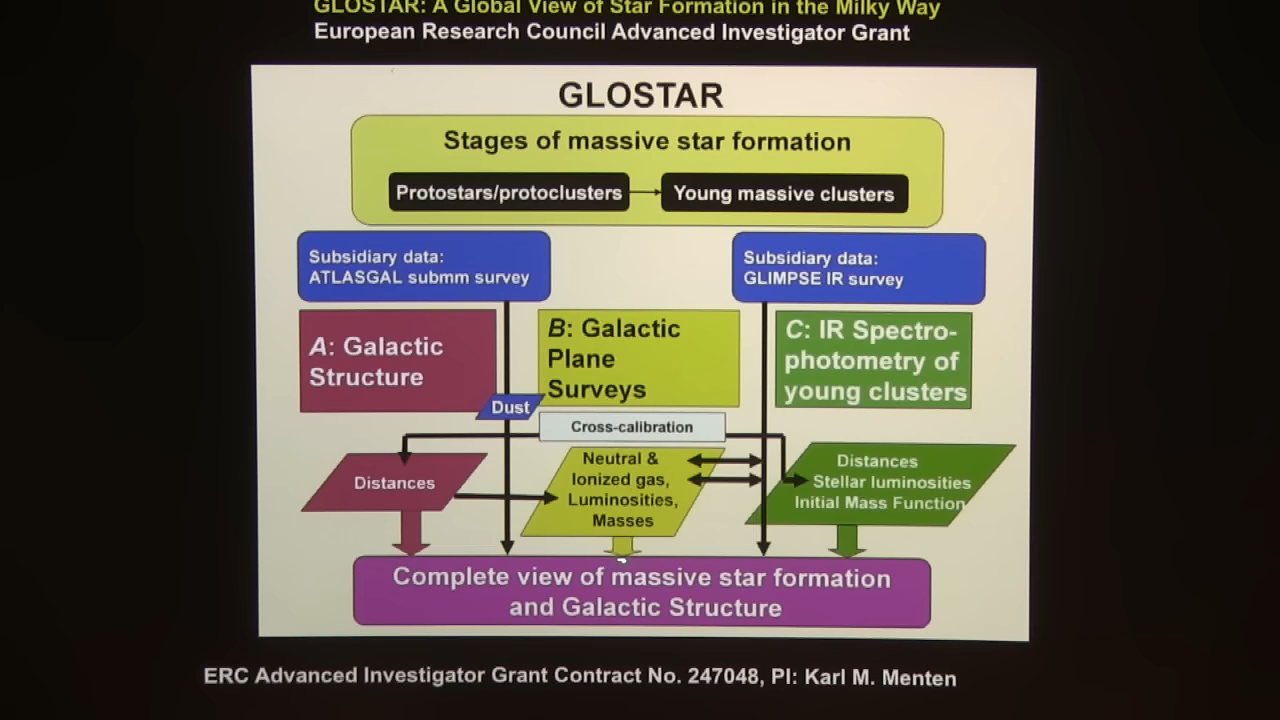 GLOSTAR: A Global View of Star Formation in the Milky Way
European Research Council Advanced Investigator Grant
GLOSTAR
Stages of massive star formation
Protostars/protoclusters
Young massive clusters
Subsidiary data:
ATLASGAL submm survey
Subsidiary data:
GLIMPSE IR survey
A: Galactic
Structure
B: Galactic
Plane
Surveys
C: IR Spectro-
photometry of
young clusters
Dust
Cross-calibration
Distances
Neutral &
Ionized gas,
Luminosities,
Masses
Distances
Stellar luminosities
Initial Mass Function
Complete view of massive star formation
and Galactic Structure
ERC Advanced Investigator Grant Contract No. 247048, PI: Karl M. Menten